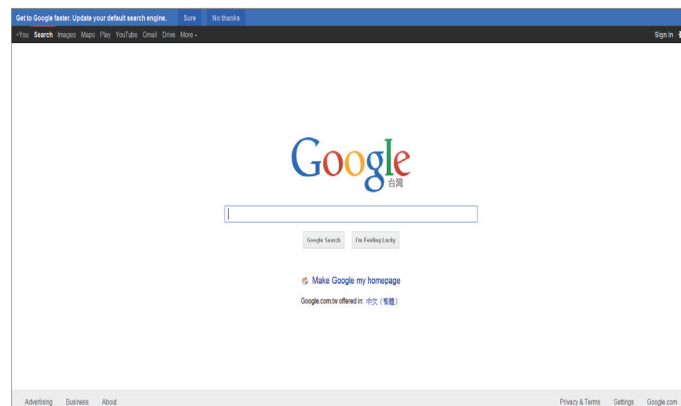 Get to Google faster. Update your default search engine. Sure No thanks
+You Search Images Maps Play YouTube Gmail Drive More Sign in
Google
台灣
Google Search I'm Feeling Lucky
Make Google my homepage
Google.com.tw offered in: 中文（繁體）
Advertising Business About Privacy & Terms Settings Google.com